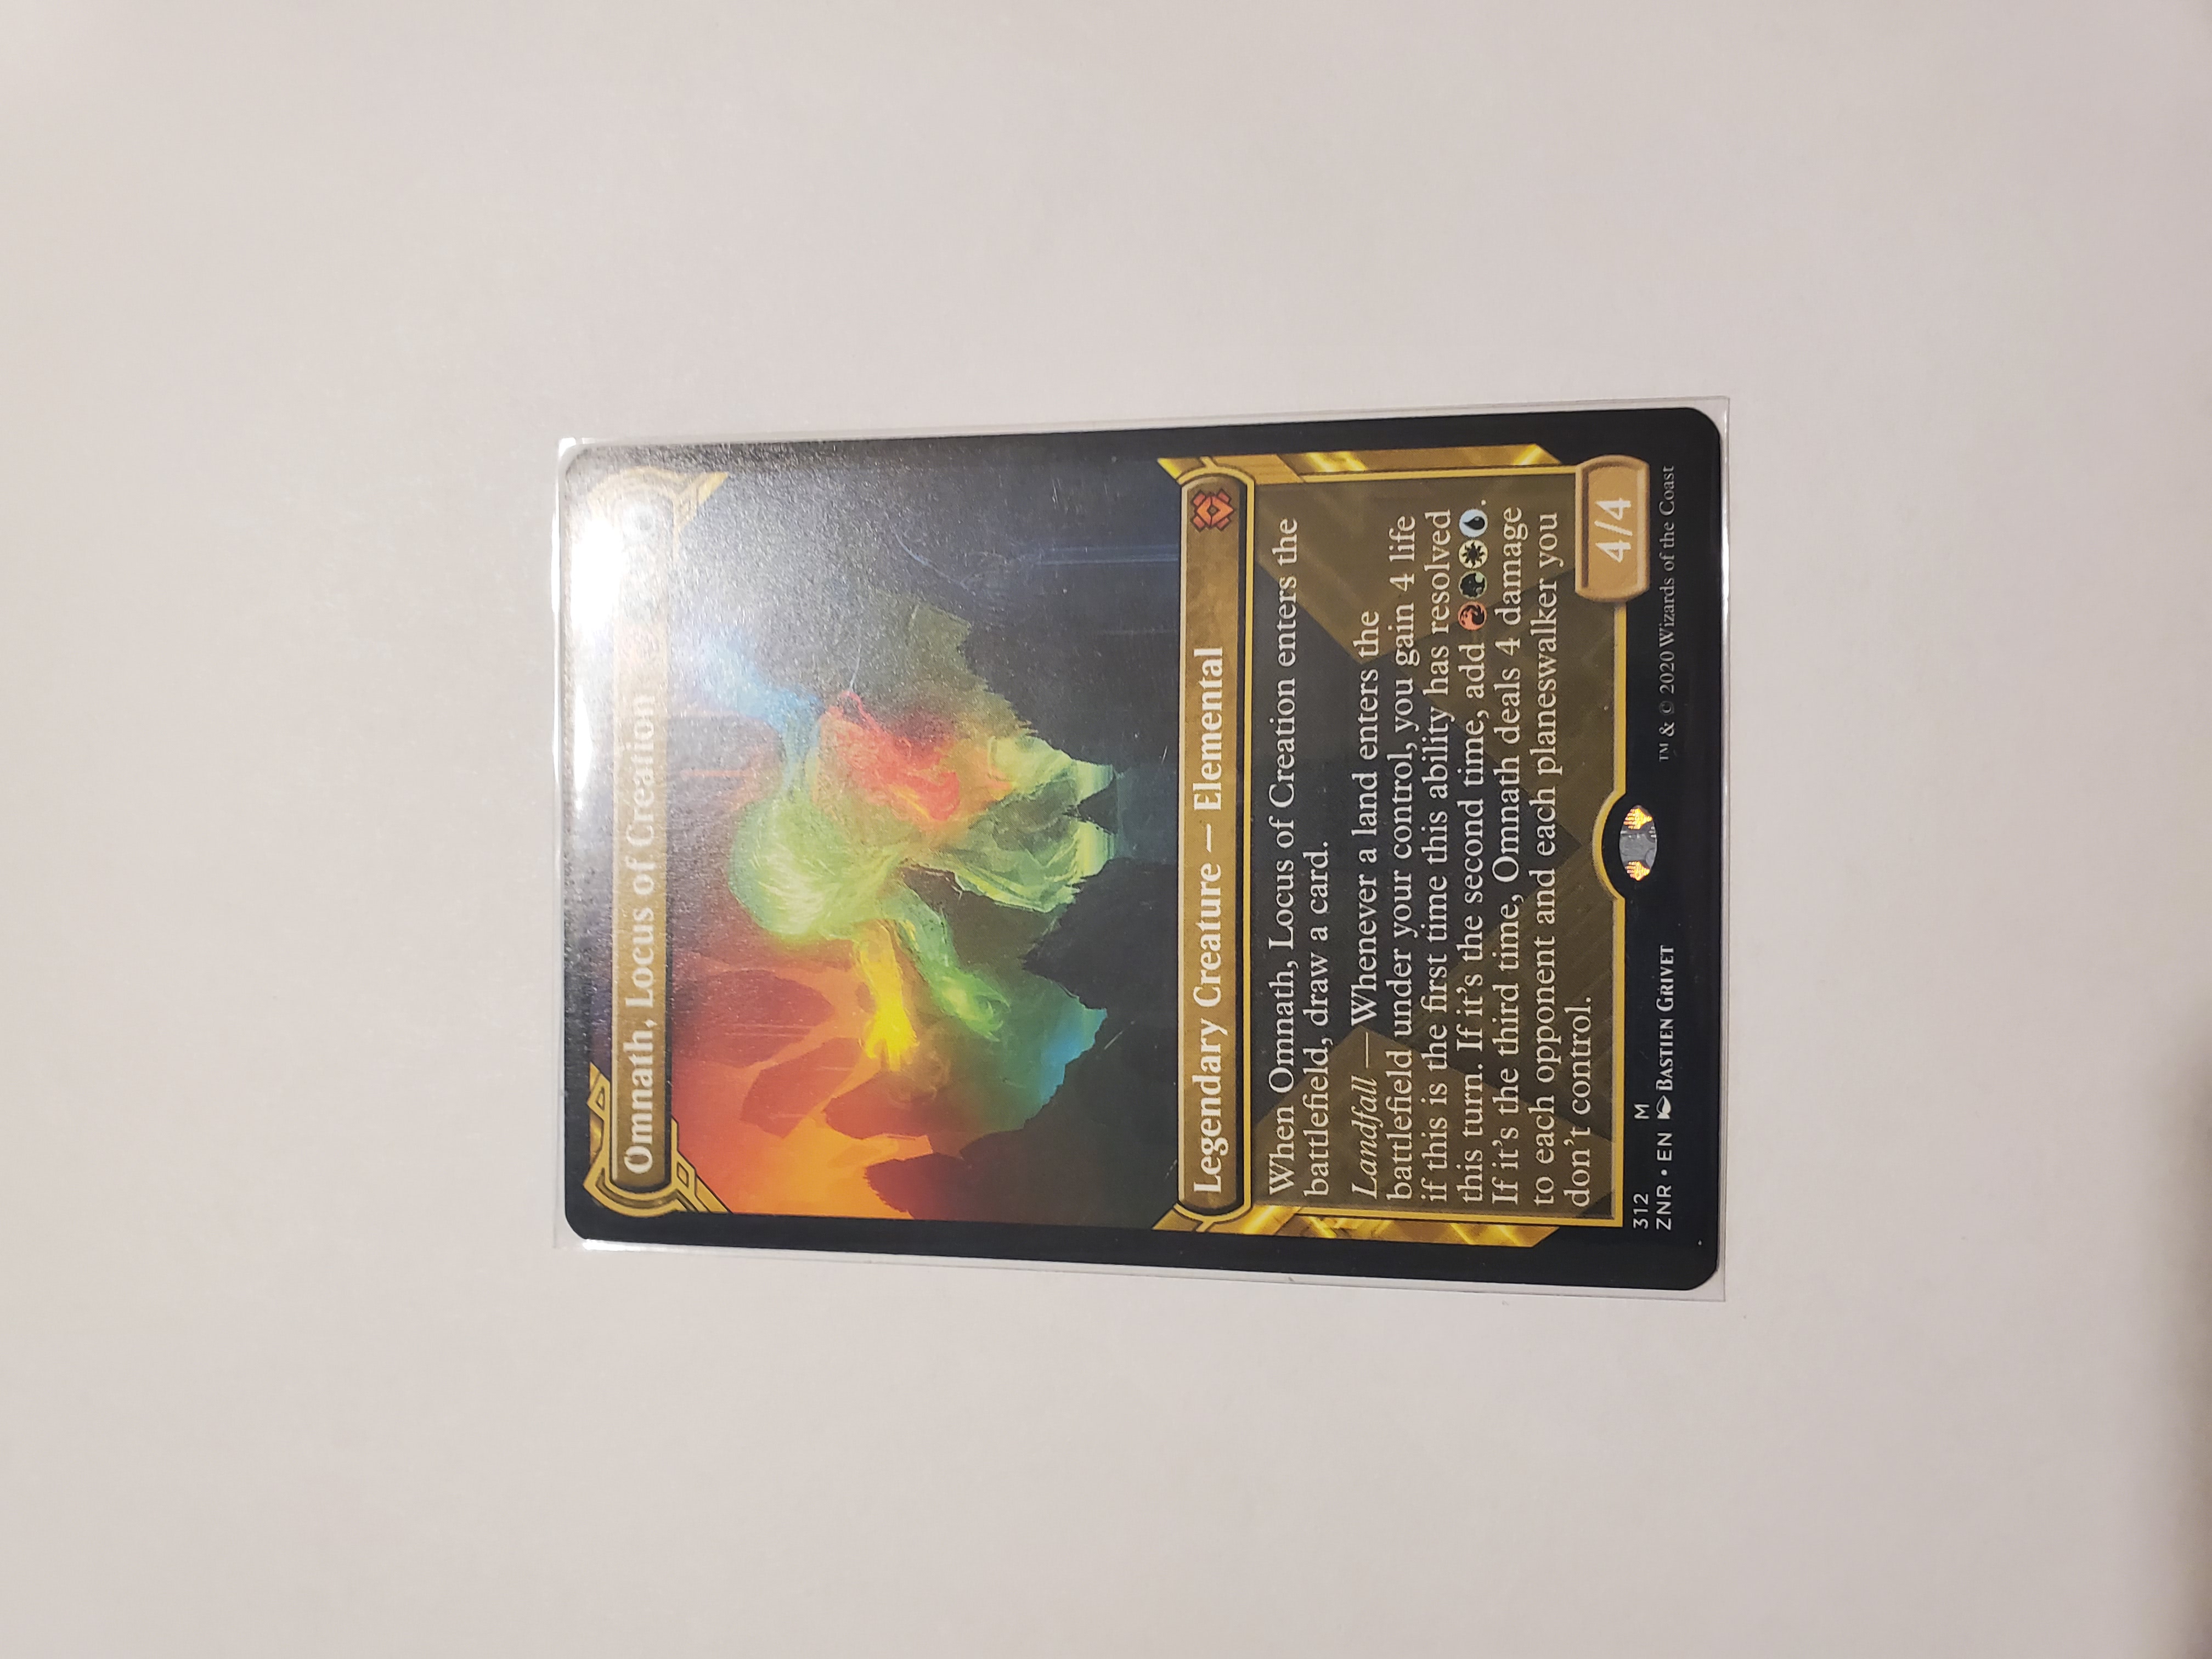 Omnath, Locus of Creation
Legendary Creature — Elemental
When Omnath, Locus of Creation enters the
battlefield, draw a card.
Landfall — Whenever a land enters the
battlefield under your control, you gain 4 life
if this is the first time this ability has resolved
this turn. If it's the second time, add .
If it's the third time, Omnath deals 4 damage
to each opponent and each planeswalker you
don't control.
4/4
312 M
ZNR • EN BASTIEN GRIVET
™ & © 2020 Wizards of the Coast